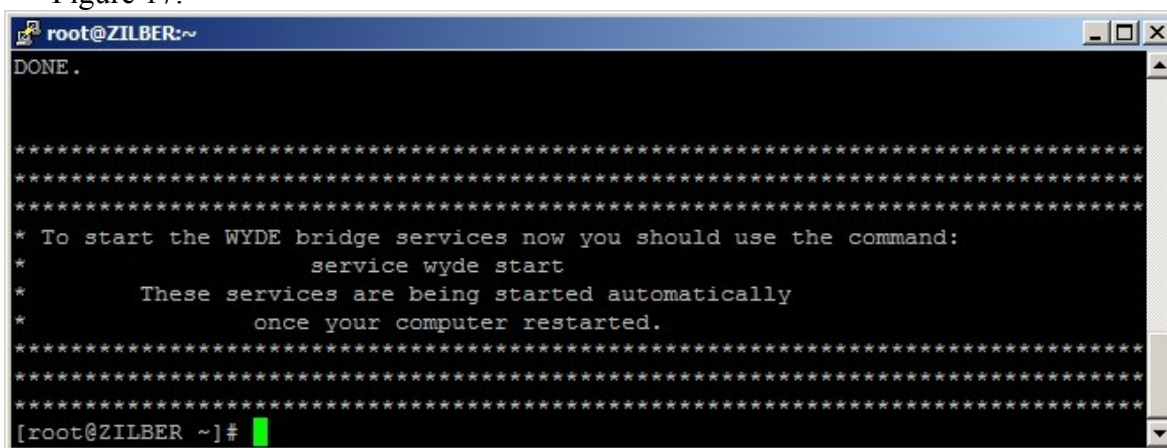 Figure 17:
root@ZILBER:~
DONE.
********************************************************************************
********************************************************************************
********************************************************************************
* To start the WYDE bridge services now you should use the command:
*                     service wyde start
*         These services are being started automatically
*                 once your computer restarted.
********************************************************************************
********************************************************************************
********************************************************************************
[root@ZILBER ~]#